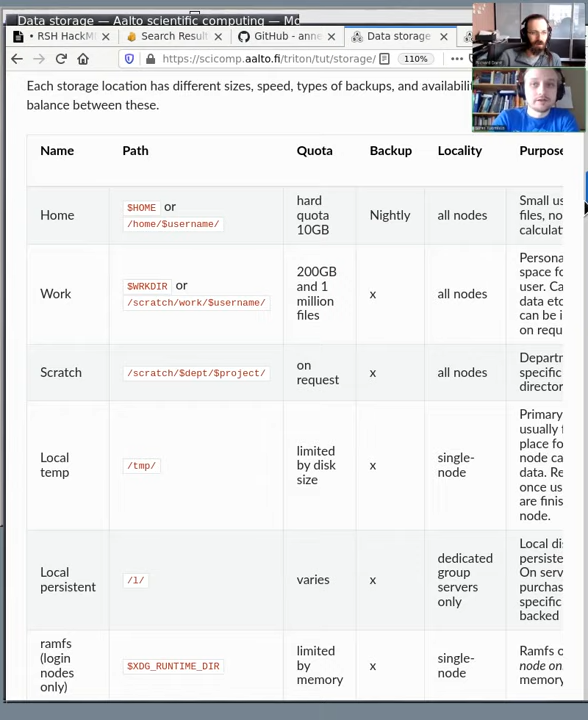 Data storage — Aalto scientific computing — Mo
• RSH HackM
Search Result
GitHub - anne
Data storage
https://scicomp.aalto.fi/triton/tut/storage/
110%
Each storage location has different sizes, speed, types of backups, and availabili
balance between these.
Name Path Quota Backup Locality Purpose
Home
$HOME or
/home/$username/
hard
quota
10GB
Nightly
all nodes
Small us
files, no
calculat
Work
$WRKDIR or
/scratch/work/$username/
200GB
and 1
million
files
x
all nodes
Persona
space fo
user. Ca
data etc
can be i
on requ
Scratch
/scratch/$dept/$project/
on
request
x
all nodes
Departm
specific
director
Local
temp
/tmp/
limited
by disk
size
x
single-
node
Primary
usually f
place fo
node ca
data. Re
once us
are finis
node.
Local
persistent
/l/
varies
x
dedicated
group
servers
only
Local dis
persiste
On serv
purchas
specific
backed
ramfs
(login
nodes
only)
$XDG_RUNTIME_DIR
limited
by
memory
x
single-
node
Ramfs o
node on
memory